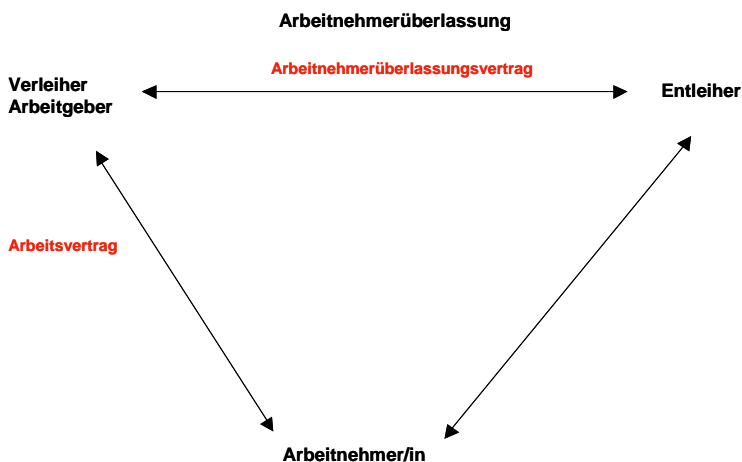 Arbeitnehmerüberlassung
Arbeitnehmerüberlassungsvertrag
Verleiher
Arbeitgeber
Entleiher
Arbeitsvertrag
Arbeitnehmer/in